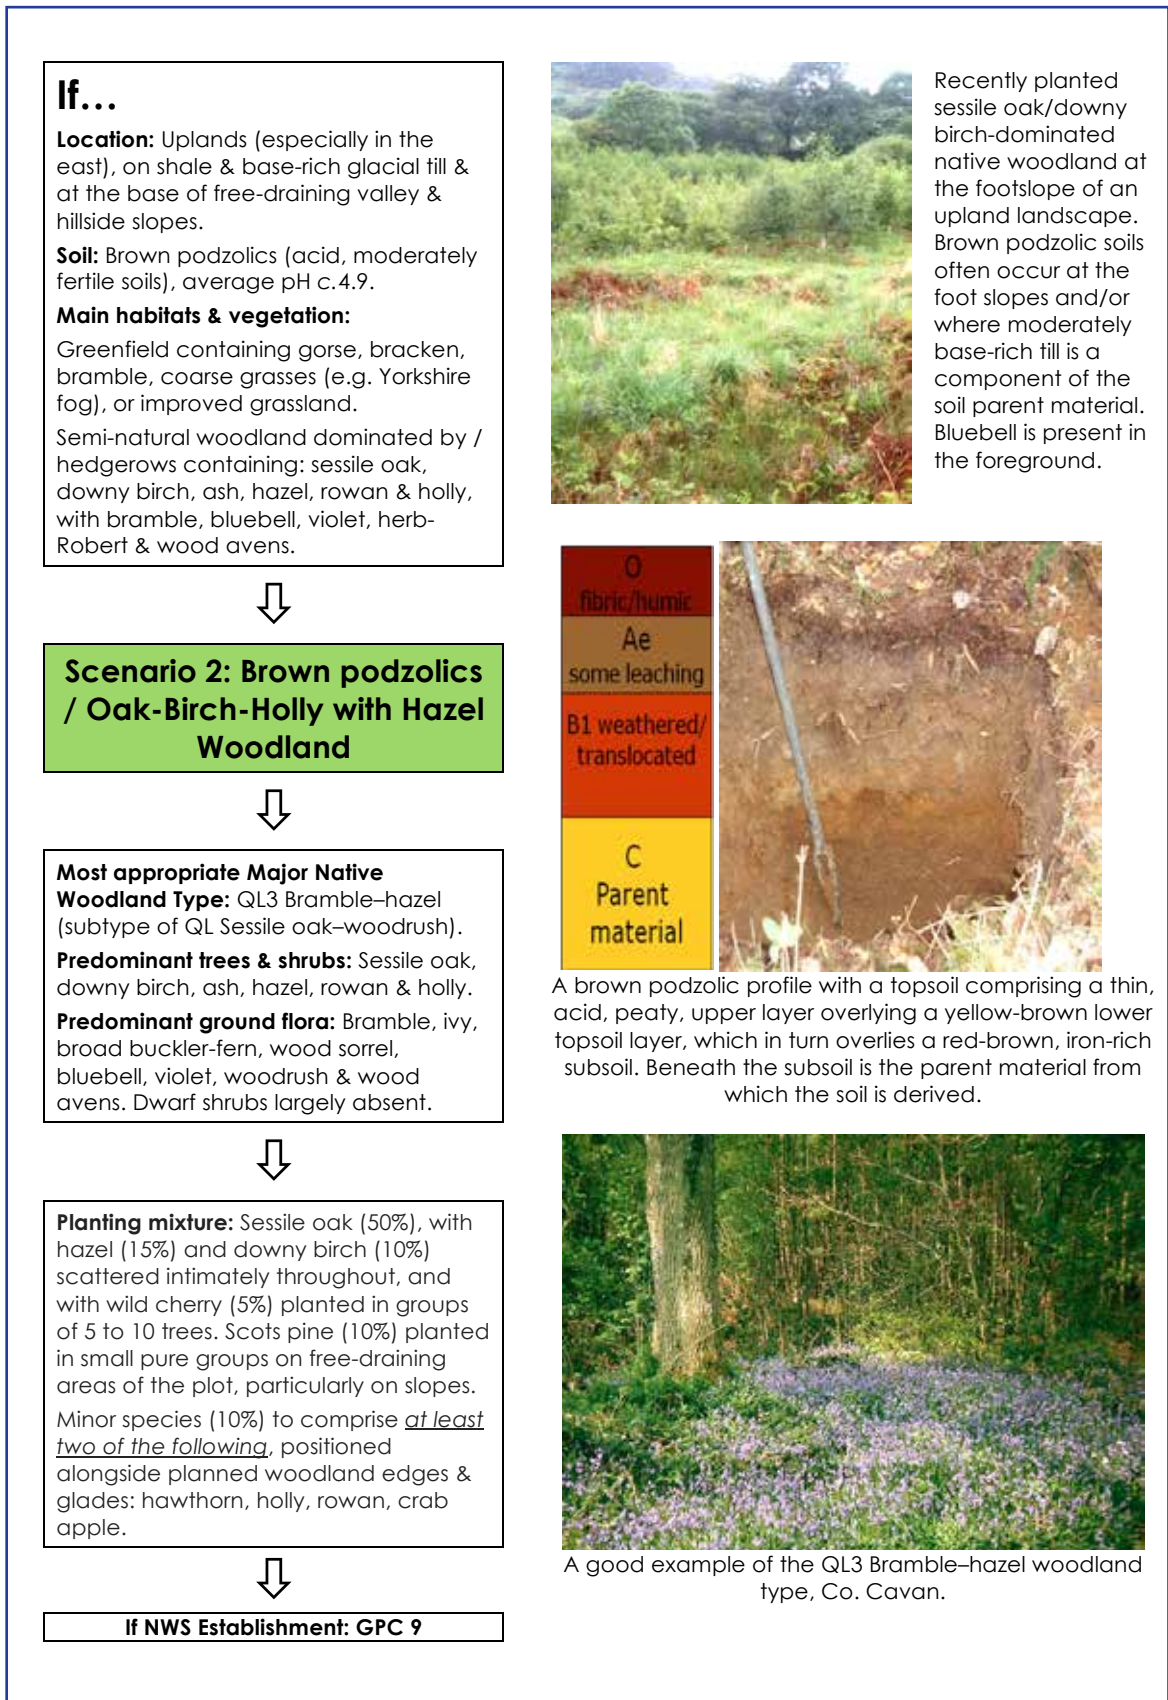 If…
Location: Uplands (especially in the
east), on shale & base-rich glacial till &
at the base of free-draining valley &
hillside slopes.
Soil: Brown podzolics (acid, moderately
fertile soils), average pH c.4.9.
Main habitats & vegetation:
Greenfield containing gorse, bracken,
bramble, coarse grasses (e.g. Yorkshire
fog), or improved grassland.
Semi-natural woodland dominated by /
hedgerows containing: sessile oak,
downy birch, ash, hazel, rowan & holly,
with bramble, bluebell, violet, herb-
Robert & wood avens.
Scenario 2: Brown podzolics
/ Oak-Birch-Holly with Hazel
Woodland
Most appropriate Major Native
Woodland Type: QL3 Bramble–hazel
(subtype of QL Sessile oak–woodrush).
Predominant trees & shrubs: Sessile oak,
downy birch, ash, hazel, rowan & holly.
Predominant ground flora: Bramble, ivy,
broad buckler-fern, wood sorrel,
bluebell, violet, woodrush & wood
avens. Dwarf shrubs largely absent.
Planting mixture: Sessile oak (50%), with
hazel (15%) and downy birch (10%)
scattered intimately throughout, and
with wild cherry (5%) planted in groups
of 5 to 10 trees. Scots pine (10%) planted
in small pure groups on free-draining
areas of the plot, particularly on slopes.
Minor species (10%) to comprise at least
two of the following, positioned
alongside planned woodland edges &
glades: hawthorn, holly, rowan, crab
apple.
If NWS Establishment: GPC 9
Recently planted
sessile oak/downy
birch-dominated
native woodland at
the footslope of an
upland landscape.
Brown podzolic soils
often occur at the
foot slopes and/or
where moderately
base-rich till is a
component of the
soil parent material.
Bluebell is present in
the foreground.
O
fibric/humic
Ae
some leaching
B1 weathered/
translocated
C
Parent
material
A brown podzolic profile with a topsoil comprising a thin,
acid, peaty, upper layer overlying a yellow-brown lower
topsoil layer, which in turn overlies a red-brown, iron-rich
subsoil. Beneath the subsoil is the parent material from
which the soil is derived.
A good example of the QL3 Bramble–hazel woodland
type, Co. Cavan.